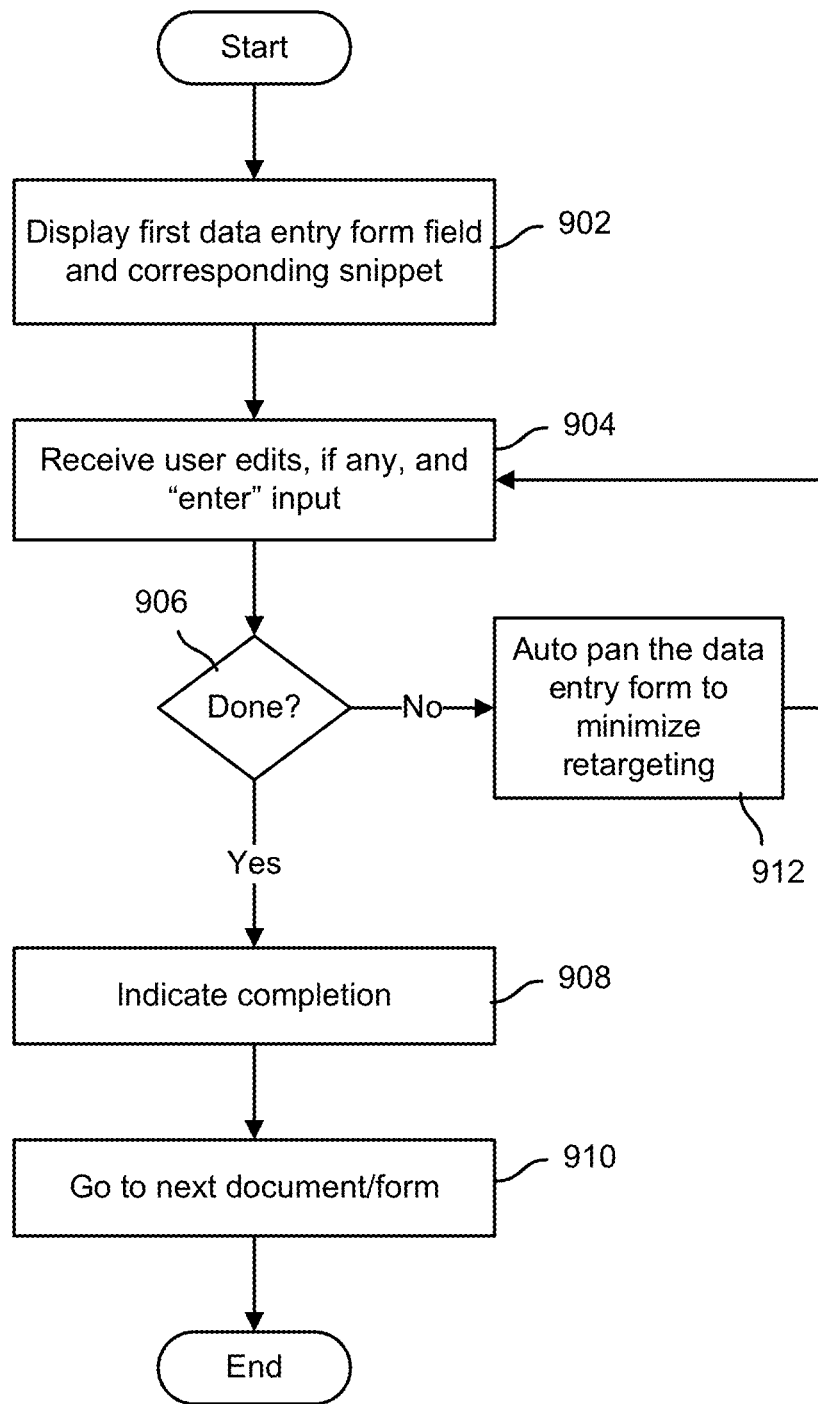 Start
Display first data entry form field
and corresponding snippet
902
904
Receive user edits, if any, and
“enter” input
906
Done?
No
Auto pan the data
entry form to
minimize
retargeting
912
Yes
Indicate completion
908
Go to next document/form
910
End